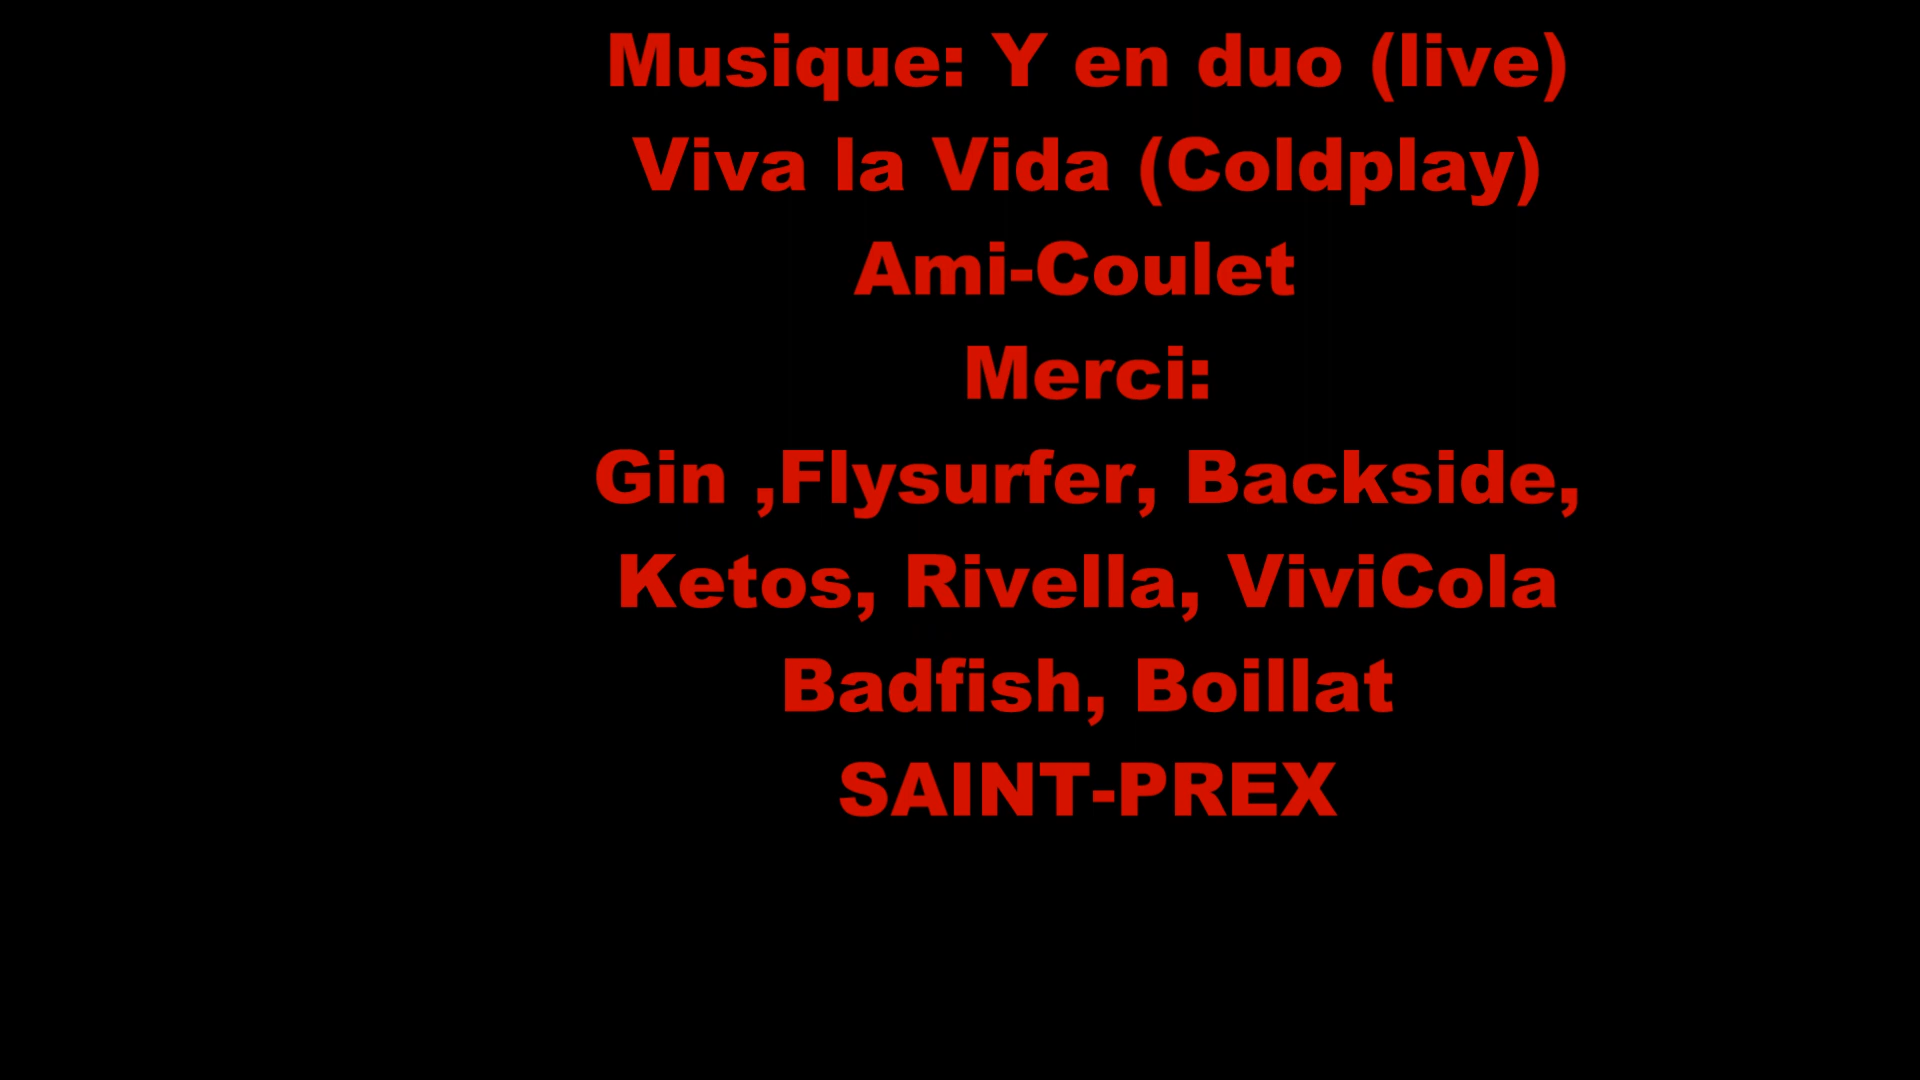 Musique: Y en duo (live)
Viva la Vida (Coldplay)
Ami-Coulet
Merci:
Gin ,Flysurfer, Backside,
Ketos, Rivella, ViviCola
Badfish, Boillat
SAINT-PREX